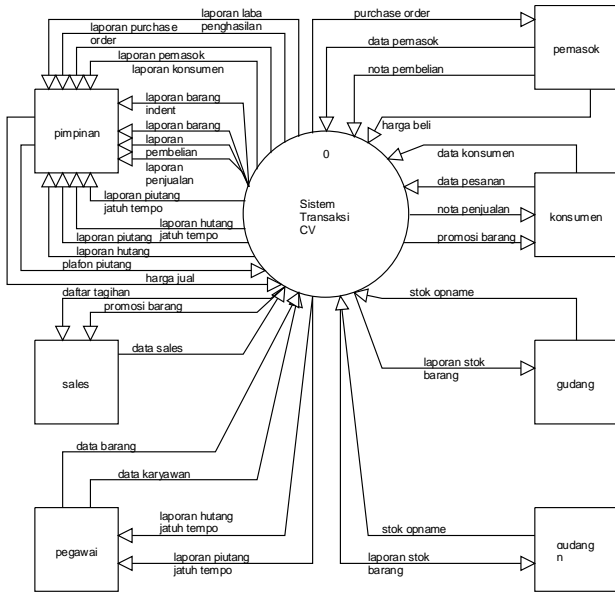 laporan laba
penghasilan
laporan purchase
order
laporan pemasok
laporan konsumen
laporan barang
indent
laporan barang
laporan
pembelian
laporan
penjualan
pimpinan
laporan piutang
jatuh tempo
laporan hutang
jatuh tempo
laporan piutang
laporan hutang
plafon piutang
harga jual
daftar tagihan
promosi barang
data sales
sales
data barang
data karyawan
laporan hutang
jatuh tempo
laporan piutang
jatuh tempo
pegawai
0
Sistem
Transaksi
CV
purchase order
data pemasok
nota pembelian
harga beli
pemasok
data konsumen
data pesanan
nota penjualan
promosi barang
konsumen
stok opname
laporan stok
barang
gudang
stok opname
laporan stok
barang
gudang
n